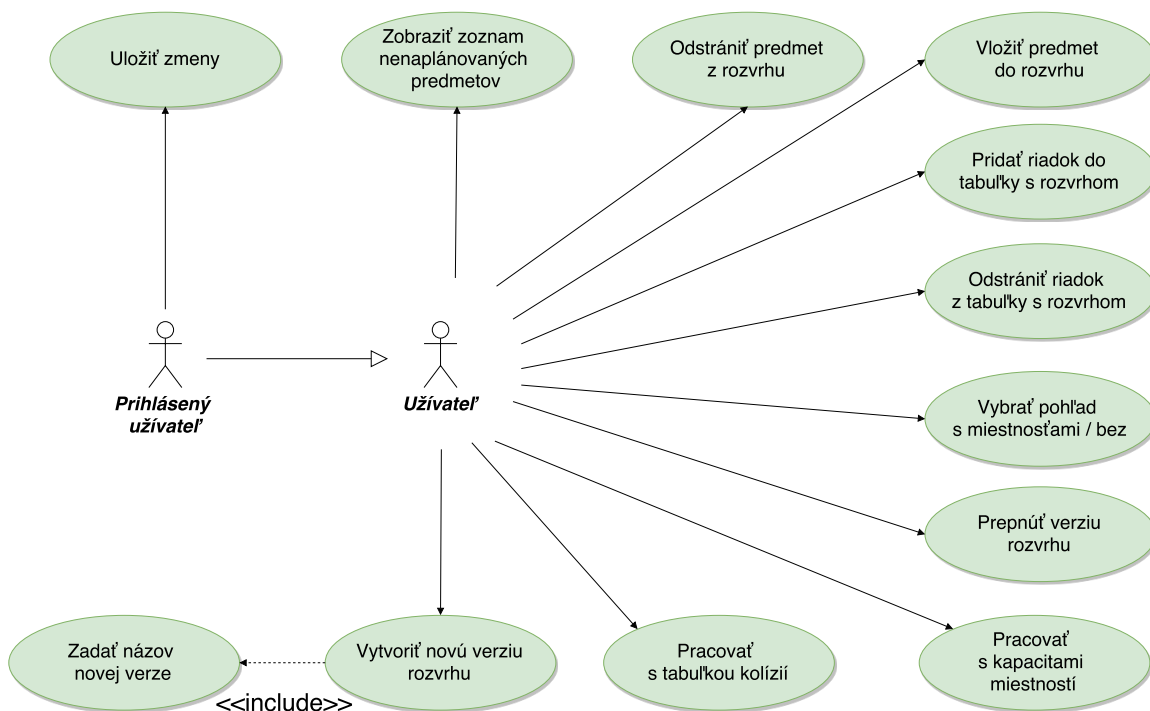 Uložiť zmeny
Zobraziť zoznam
nenaplánovaných
predmetov
Odstrániť predmet
z rozvrhu
Vložiť predmet
do rozvrhu
Pridať riadok do
tabuľky s rozvrhom
Odstrániť riadok
z tabuľky s rozvrhom
Prihlásený
užívateľ
Užívateľ
Vybrať pohľad
s miestnosťami / bez
Prepnúť verziu
rozvrhu
Zadať názov
novej verze
<<include>>
Vytvoriť novú verziu
rozvrhu
Pracovať
s tabuľkou kolízií
Pracovať
s kapacitami
miestností